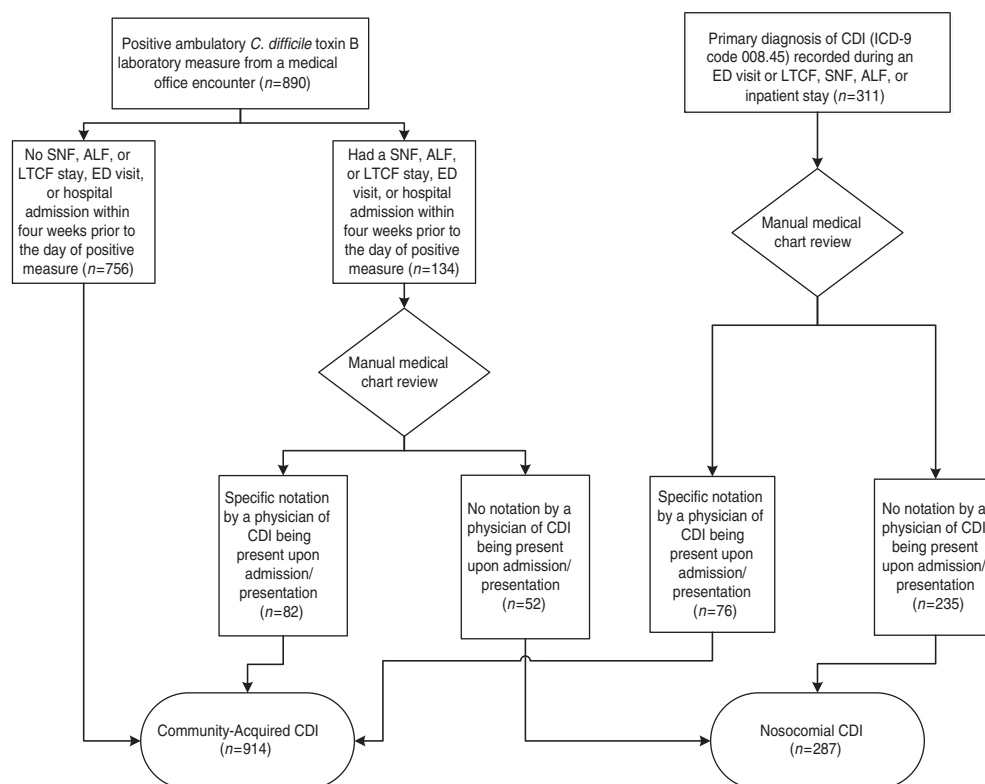 Positive ambulatory C. difficile toxin B
laboratory measure from a medical
office encounter (n=890)
Primary diagnosis of CDI (ICD-9
code 008.45) recorded during an
ED visit or LTCF, SNF, ALF, or
inpatient stay (n=311)
No SNF, ALF, or
LTCF stay, ED visit,
or hospital
admission within
four weeks prior to
the day of positive
measure (n=756)
Had a SNF, ALF,
or LTCF stay, ED
visit, or hospital
admission within
four weeks prior to
the day of positive
measure (n=134)
Manual medical
chart review
Manual medical
chart review
Specific notation
by a physician of
CDI being
present upon
admission/
presentation
(n=82)
No notation by a
physician of CDI
being present
upon admission/
presentation
(n=52)
Specific notation
by a physician of
CDI being
present upon
admission/
presentation
(n=76)
No notation by a
physician of CDI
being present
upon admission/
presentation
(n=235)
Community-Acquired CDI
(n=914)
Nosocomial CDI
(n=287)